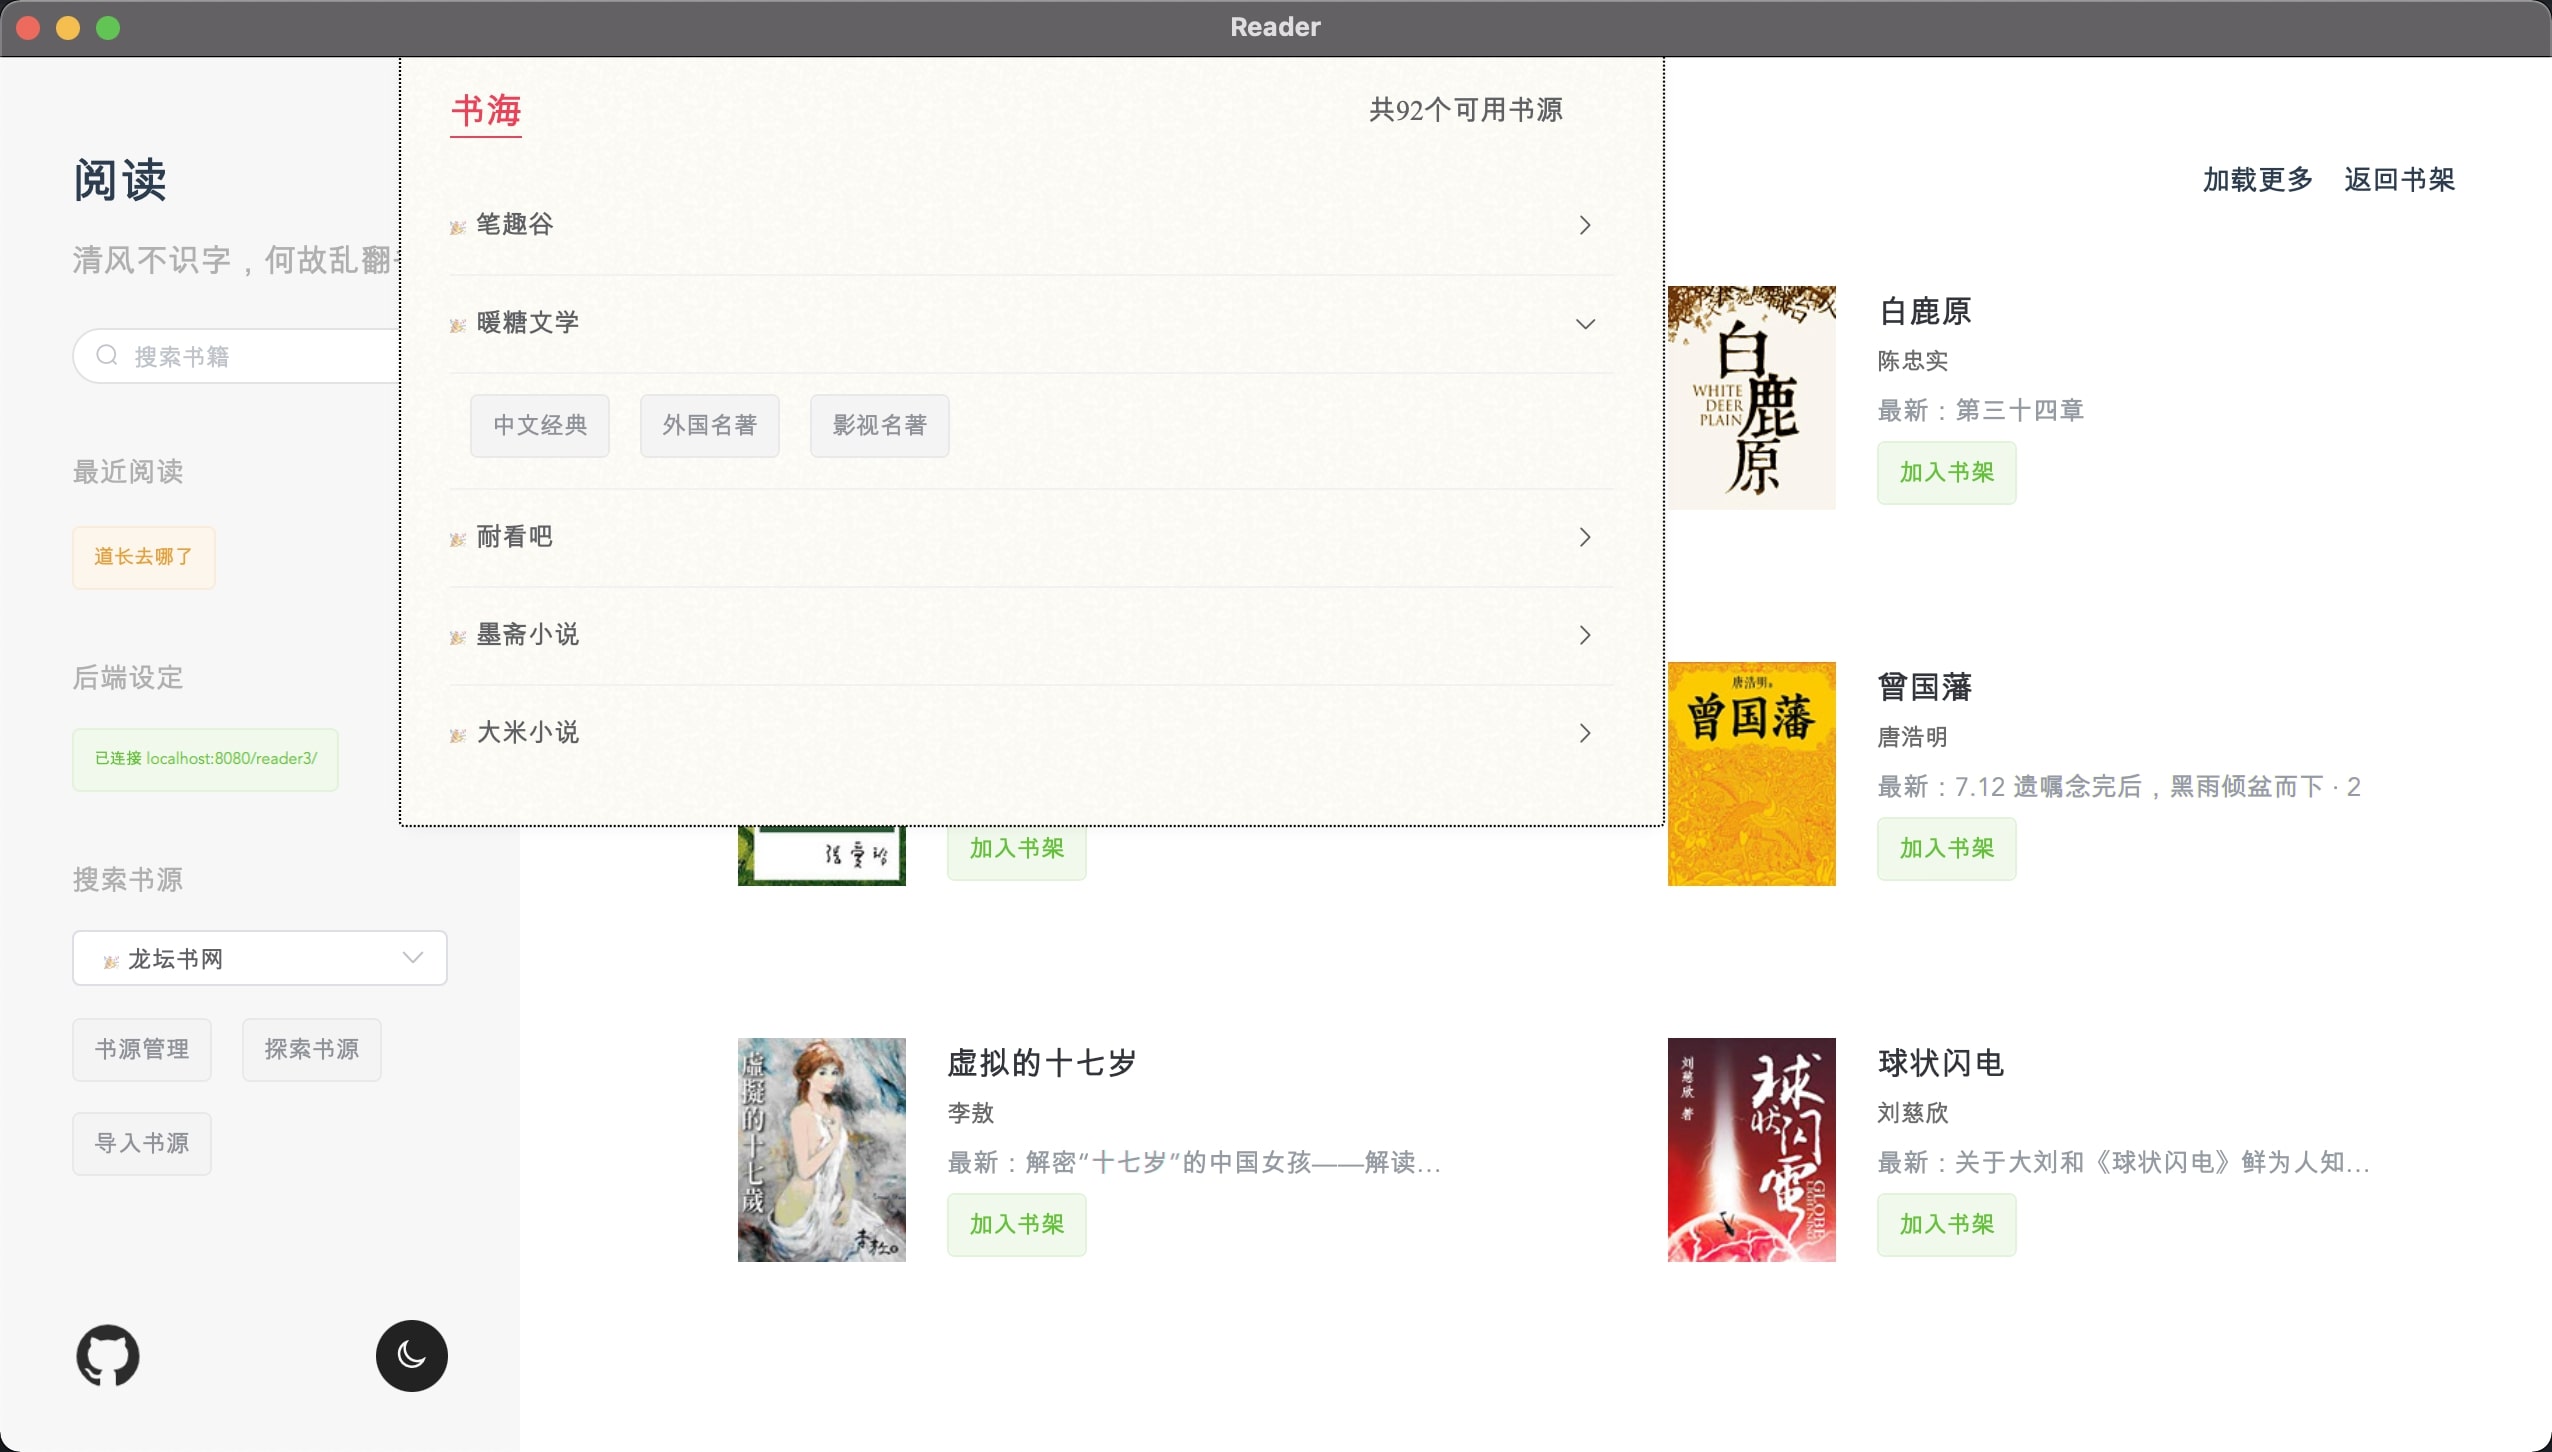 Reader
阅读
清风不识字，何故乱翻
搜索书籍
最近阅读
道长去哪了
后端设定
已连接 localhost:8080/reader3/
搜索书源
龙坛书网
书源管理
探索书源
导入书源
书海
共92个可用书源
笔趣谷
暖糖文学
中文经典
外国名著
影视名著
耐看吧
墨斋小说
大米小说
加载更多
返回书架
白
鹿
原
WHITE
DEER
PLAIN
白鹿原
陈忠实
最新：第三十四章
加入书架
张爱玲
加入书架
唐浩明
曾国藩
曾国藩
唐浩明
最新：7.12 遗嘱念完后，黑雨倾盆而下 · 2
加入书架
虛擬的十七歲
李敖
虚拟的十七岁
李敖
最新：解密“十七岁”的中国女孩——解读...
加入书架
刘慈欣 著
球状闪電
GLOBE
LIGHTNING
球状闪电
刘慈欣
最新：关于大刘和《球状闪电》鲜为人知...
加入书架